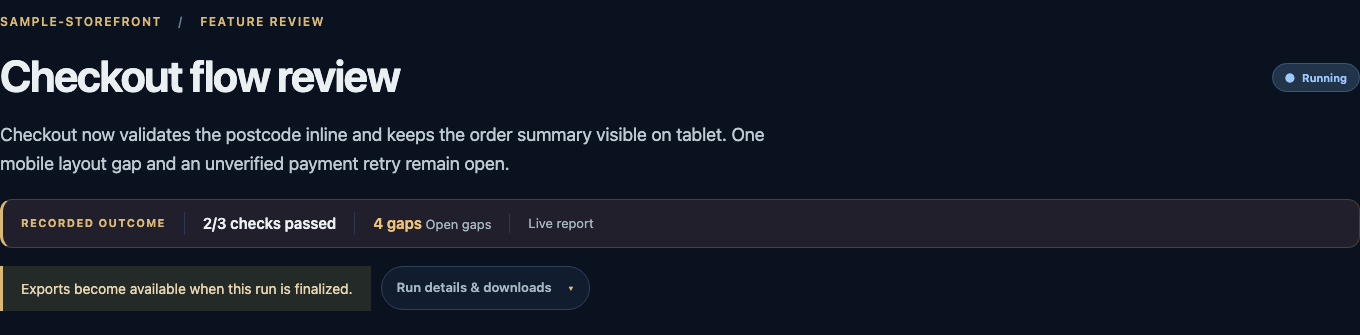 SAMPLE-STOREFRONT / FEATURE REVIEW
Checkout flow review
Running
Checkout now validates the postcode inline and keeps the order summary visible on tablet. One
mobile layout gap and an unverified payment retry remain open.
RECORDED OUTCOME 2/3 checks passed 4 gaps Open gaps Live report
Exports become available when this run is finalized. Run details & downloads